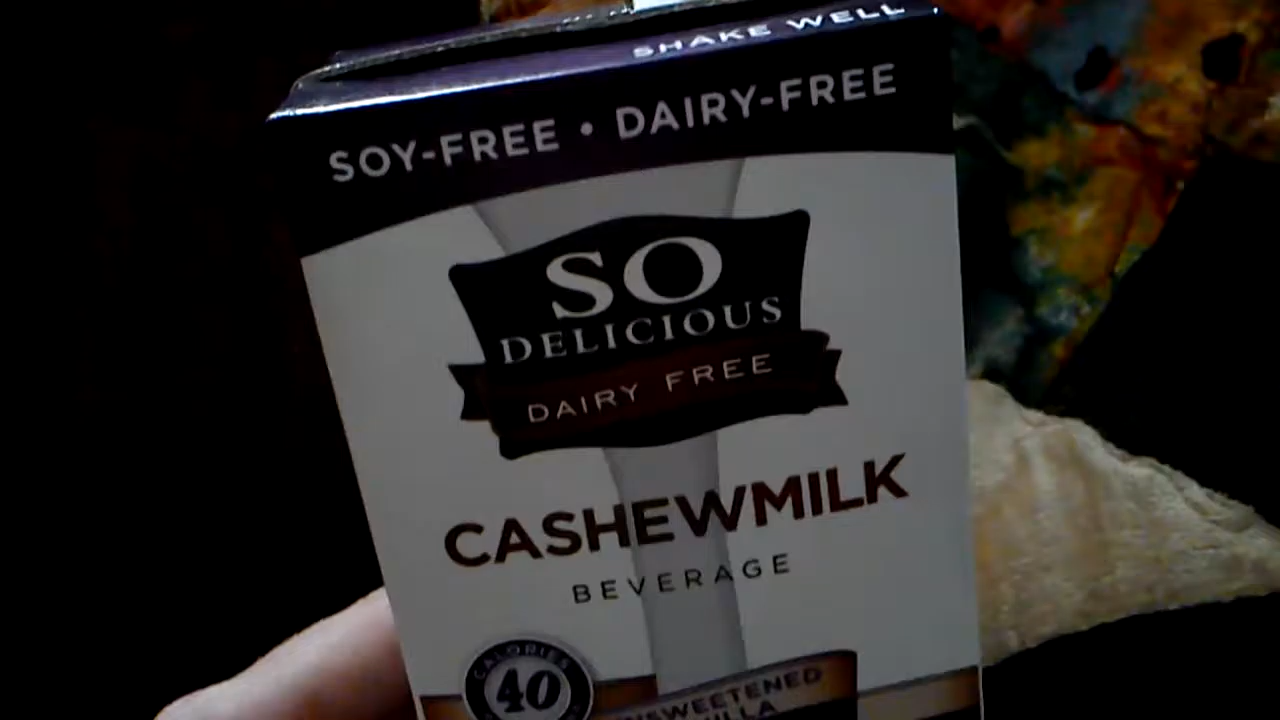 SHAKE WELL
SOY-FREE • DAIRY-FREE
SO
DELICIOUS
DAIRY FREE
CASHEWMILK
BEVERAGE
CALORIES
40